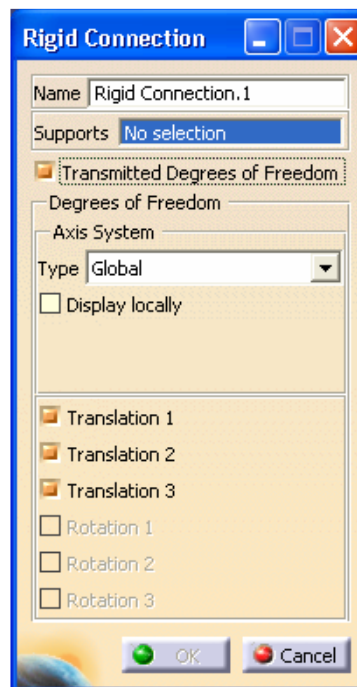 Rigid Connection
Name Rigid Connection.1
Supports No selection
Transmitted Degrees of Freedom
Degrees of Freedom
Axis System
Type Global
Display locally
Translation 1
Translation 2
Translation 3
Rotation 1
Rotation 2
Rotation 3
OK Cancel